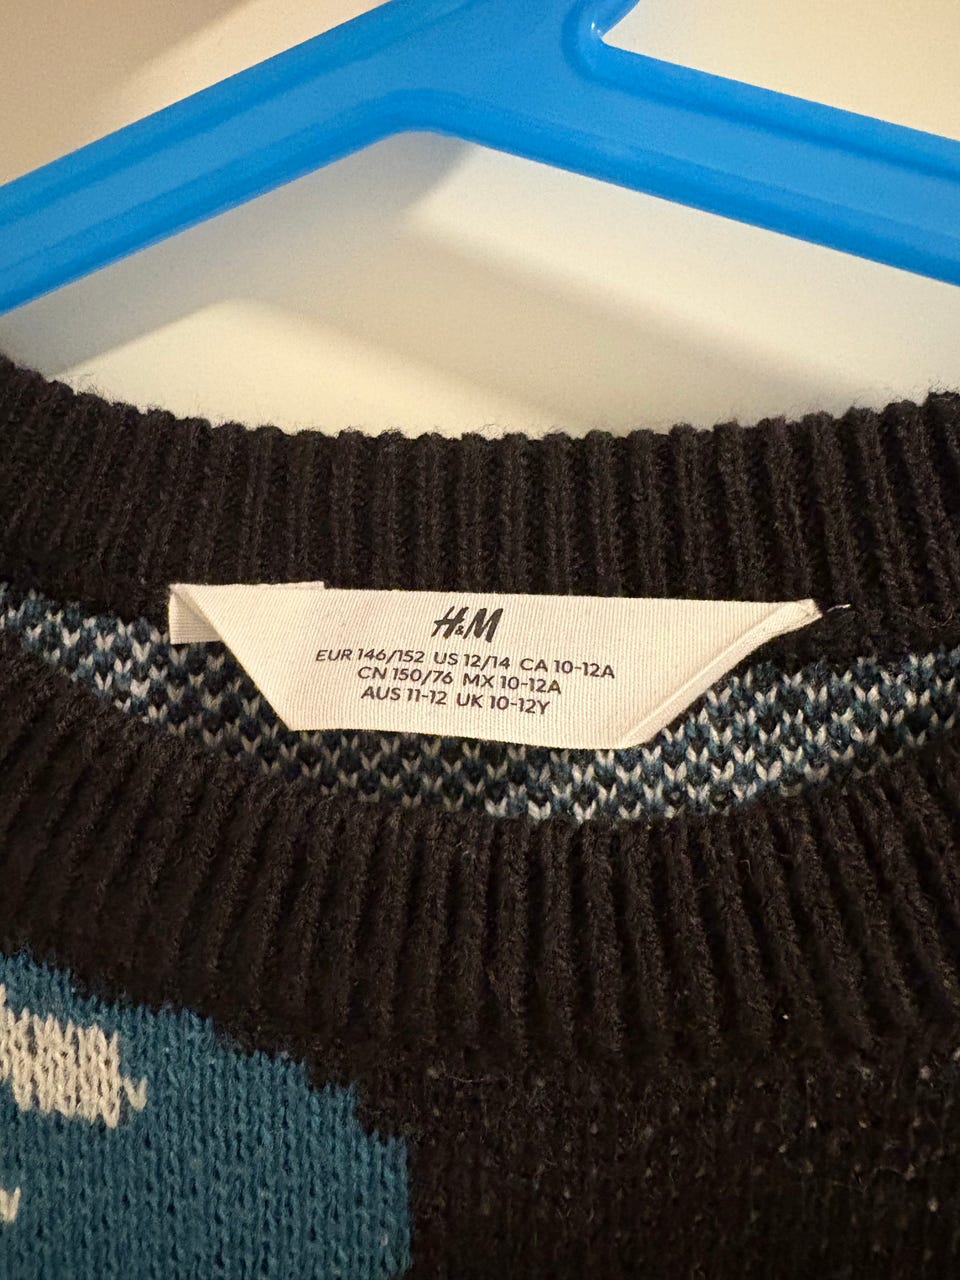 H&M
EUR 146/152 US 12/14 CA 10-12A
CN 150/76 MX 10-12A
AUS 11-12 UK 10-12Y